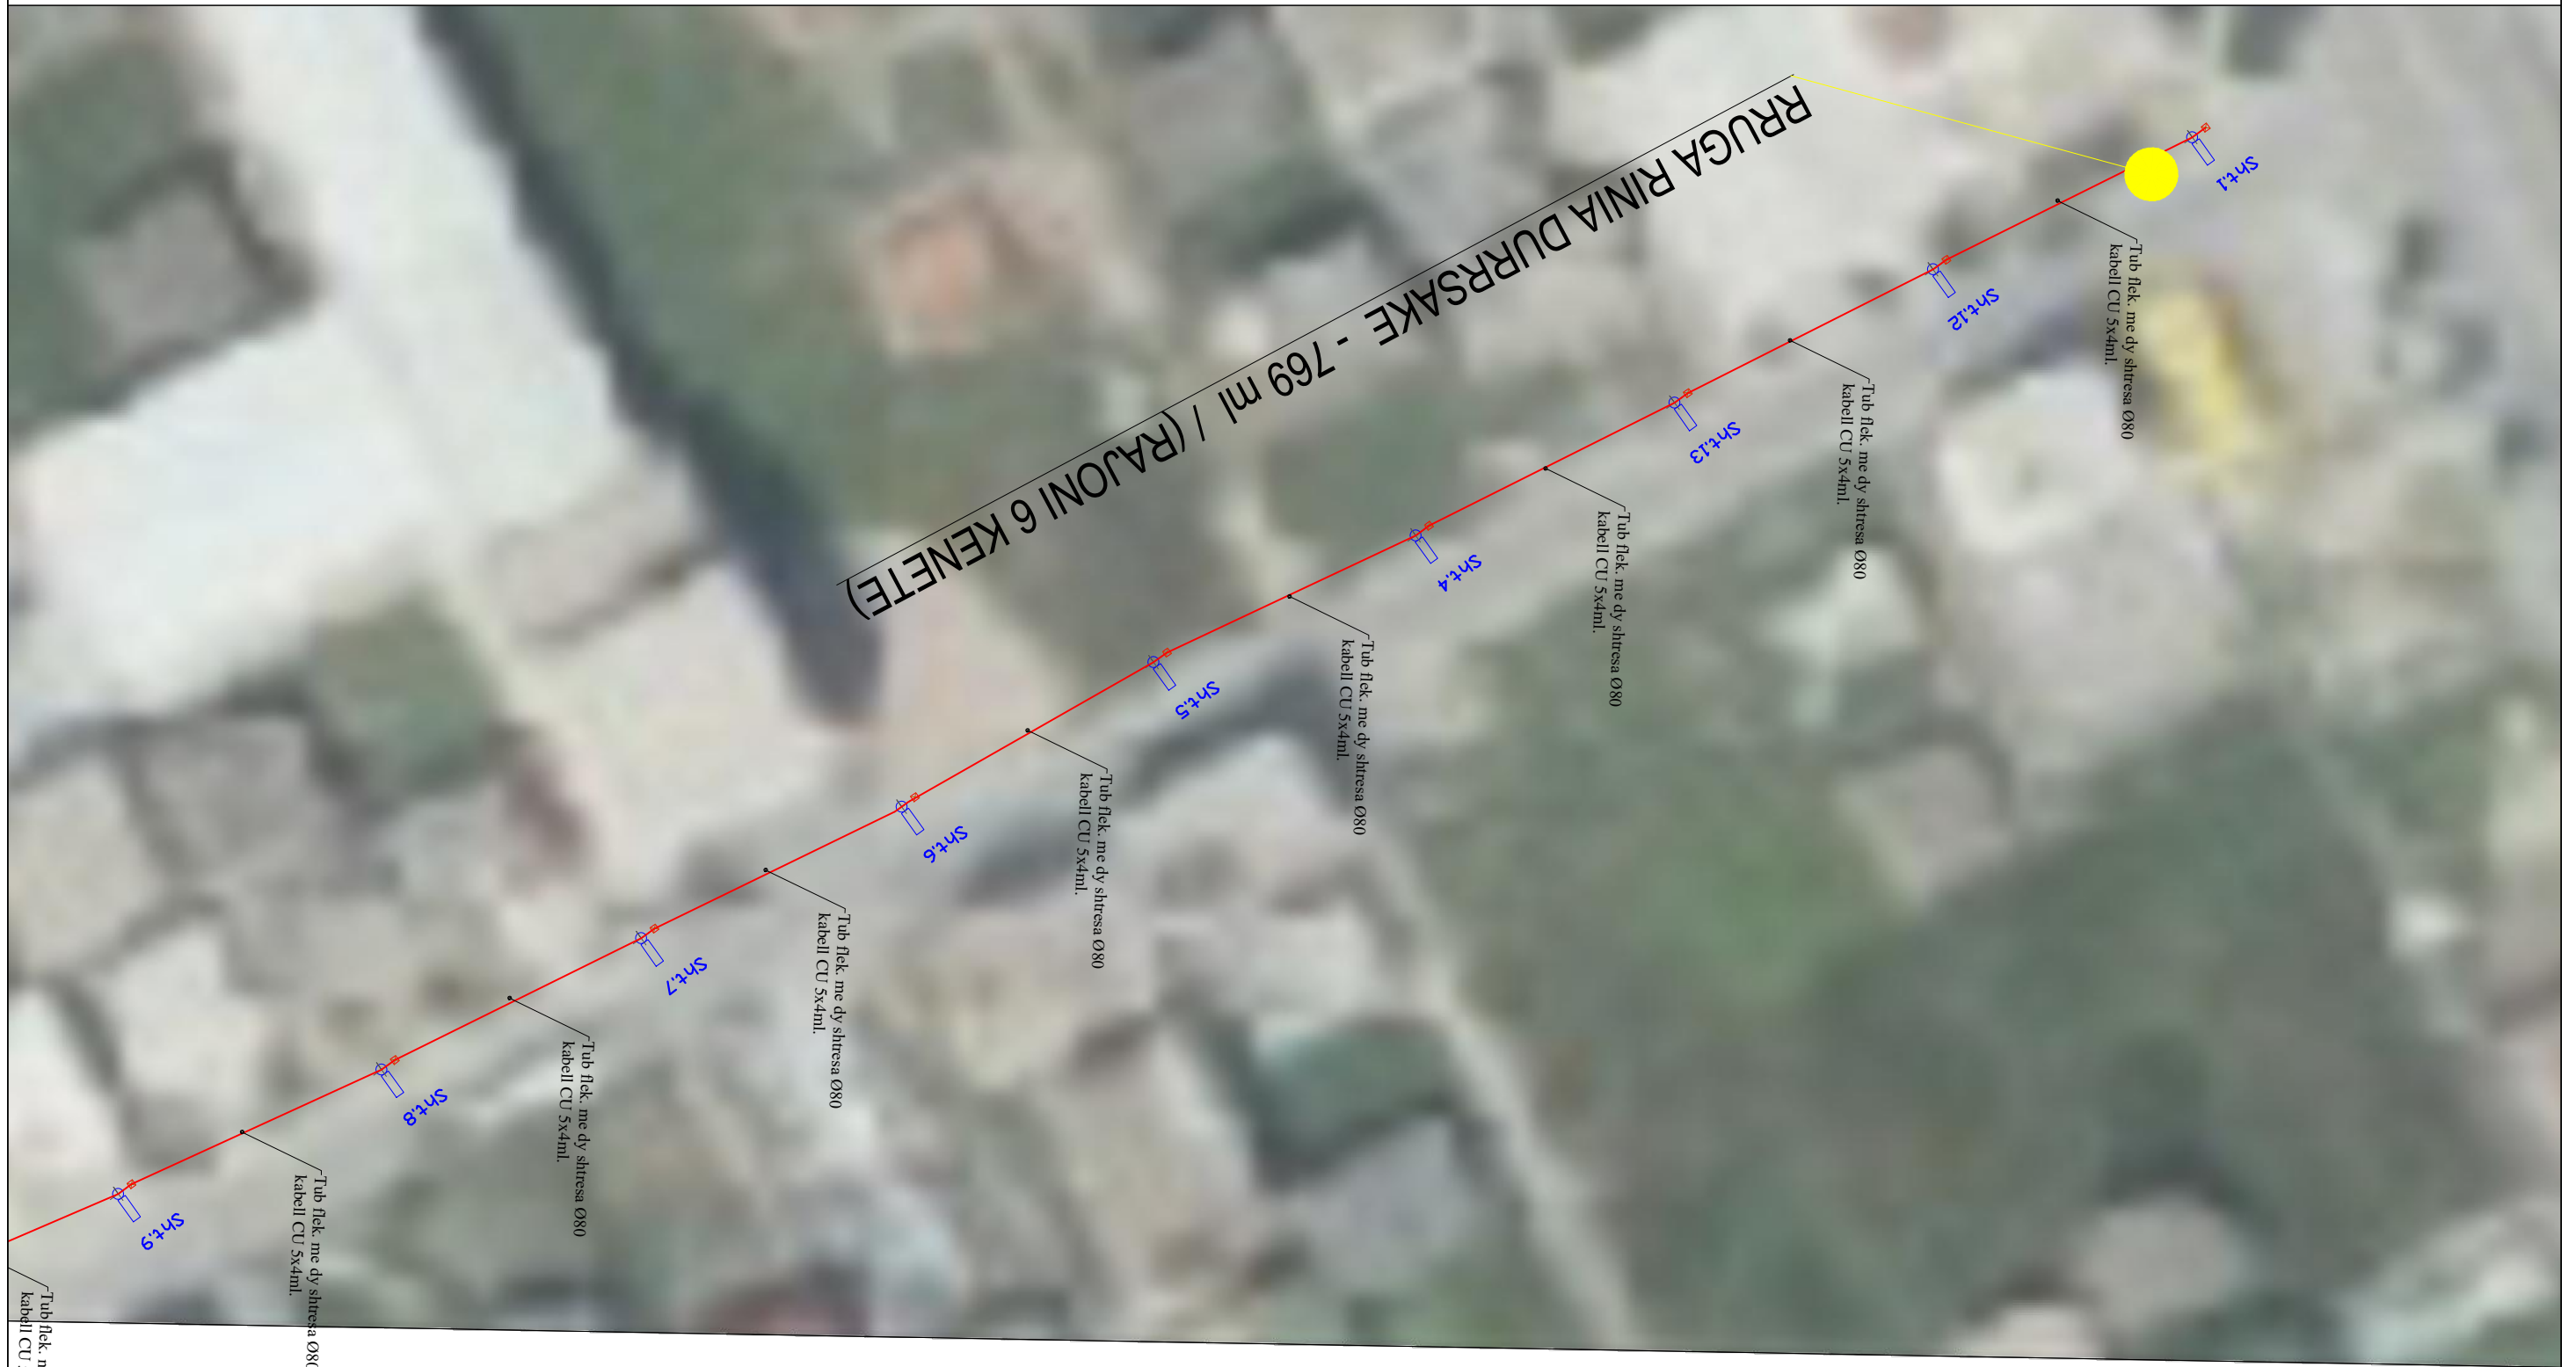 RRUGA RINIA DURRSAKE - 769 ml / (RAJONI 6 KENETE)
Sht.1
Tub flek. me dy shtresa Ø80
kabell CU 5x4ml.
Sht.12
Tub flek. me dy shtresa Ø80
kabell CU 5x4ml.
Sht.13
Tub flek. me dy shtresa Ø80
kabell CU 5x4ml.
Sht.4
Tub flek. me dy shtresa Ø80
kabell CU 5x4ml.
Sht.5
Tub flek. me dy shtresa Ø80
kabell CU 5x4ml.
Sht.6
Tub flek. me dy shtresa Ø80
kabell CU 5x4ml.
Sht.7
Tub flek. me dy shtresa Ø80
kabell CU 5x4ml.
Sht.8
Tub flek. me dy shtresa Ø80
kabell CU 5x4ml.
Sht.9
Tub flek.
kabell CU